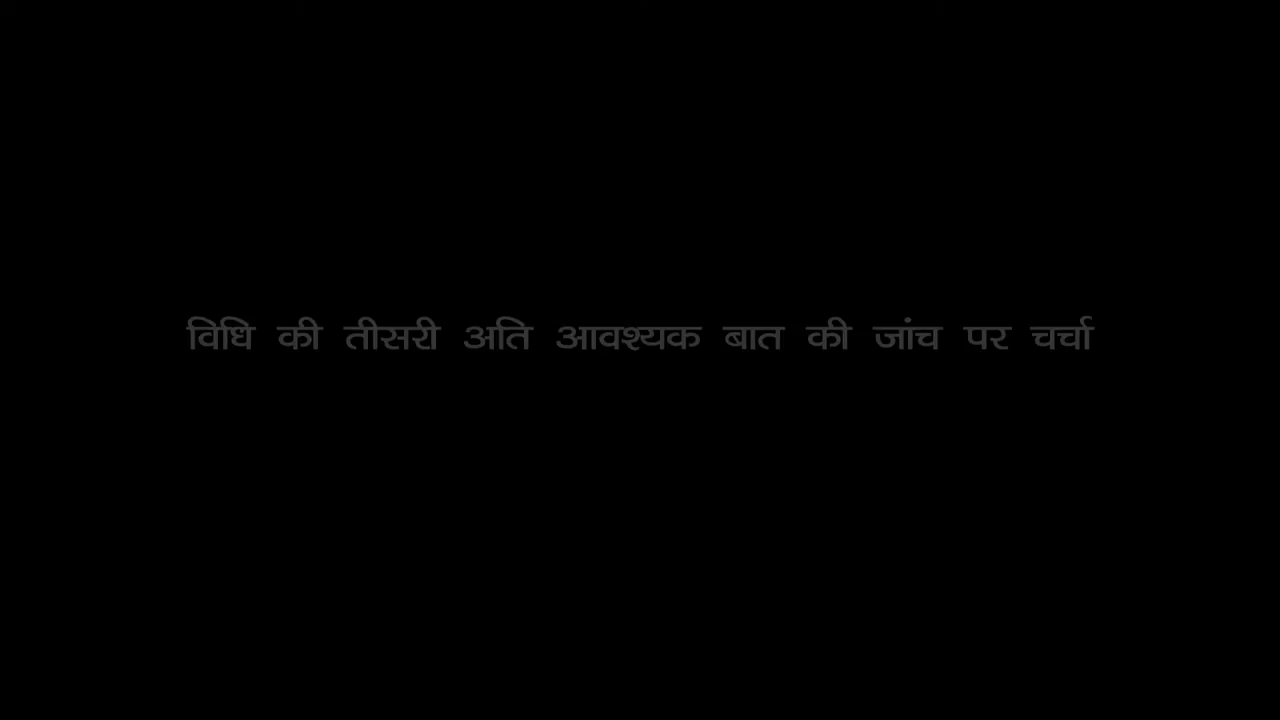 विधि की तीसरी अति आवश्यक बात की जांच पर चर्चा